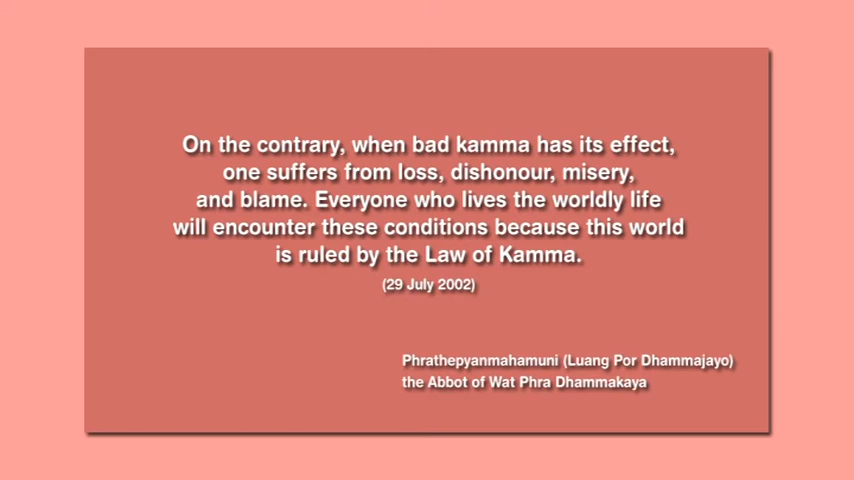 On the contrary, when bad kamma has its effect,
one suffers from loss, dishonour, misery,
and blame. Everyone who lives the worldly life
will encounter these conditions because this world
is ruled by the Law of Kamma.
(29 July 2002)
Phrathepyanmahamuni (Luang Por Dhammajayo)
the Abbot of Wat Phra Dhammakaya